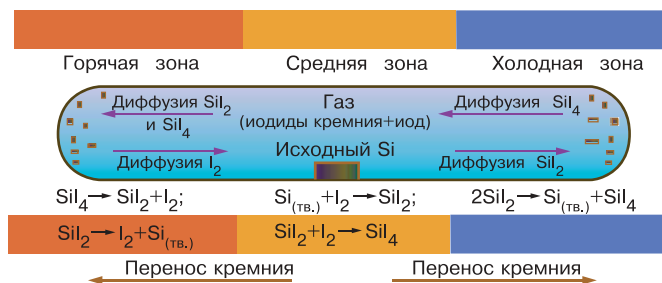 Горячая зона Средняя зона Холодная зона
Диффузия SiI₂ Газ Диффузия SiI₄
и SiI₄ (иодиды кремния+иод)
Исходный Si
Диффузия I₂ Диффузия SiI₂
SiI₄→SiI₂+I₂; Si(тв.)+I₂→SiI₂; 2SiI₂→Si(тв.)+SiI₄
SiI₂→I₂+Si(тв.) SiI₂+I₂→SiI₄
Перенос кремния Перенос кремния